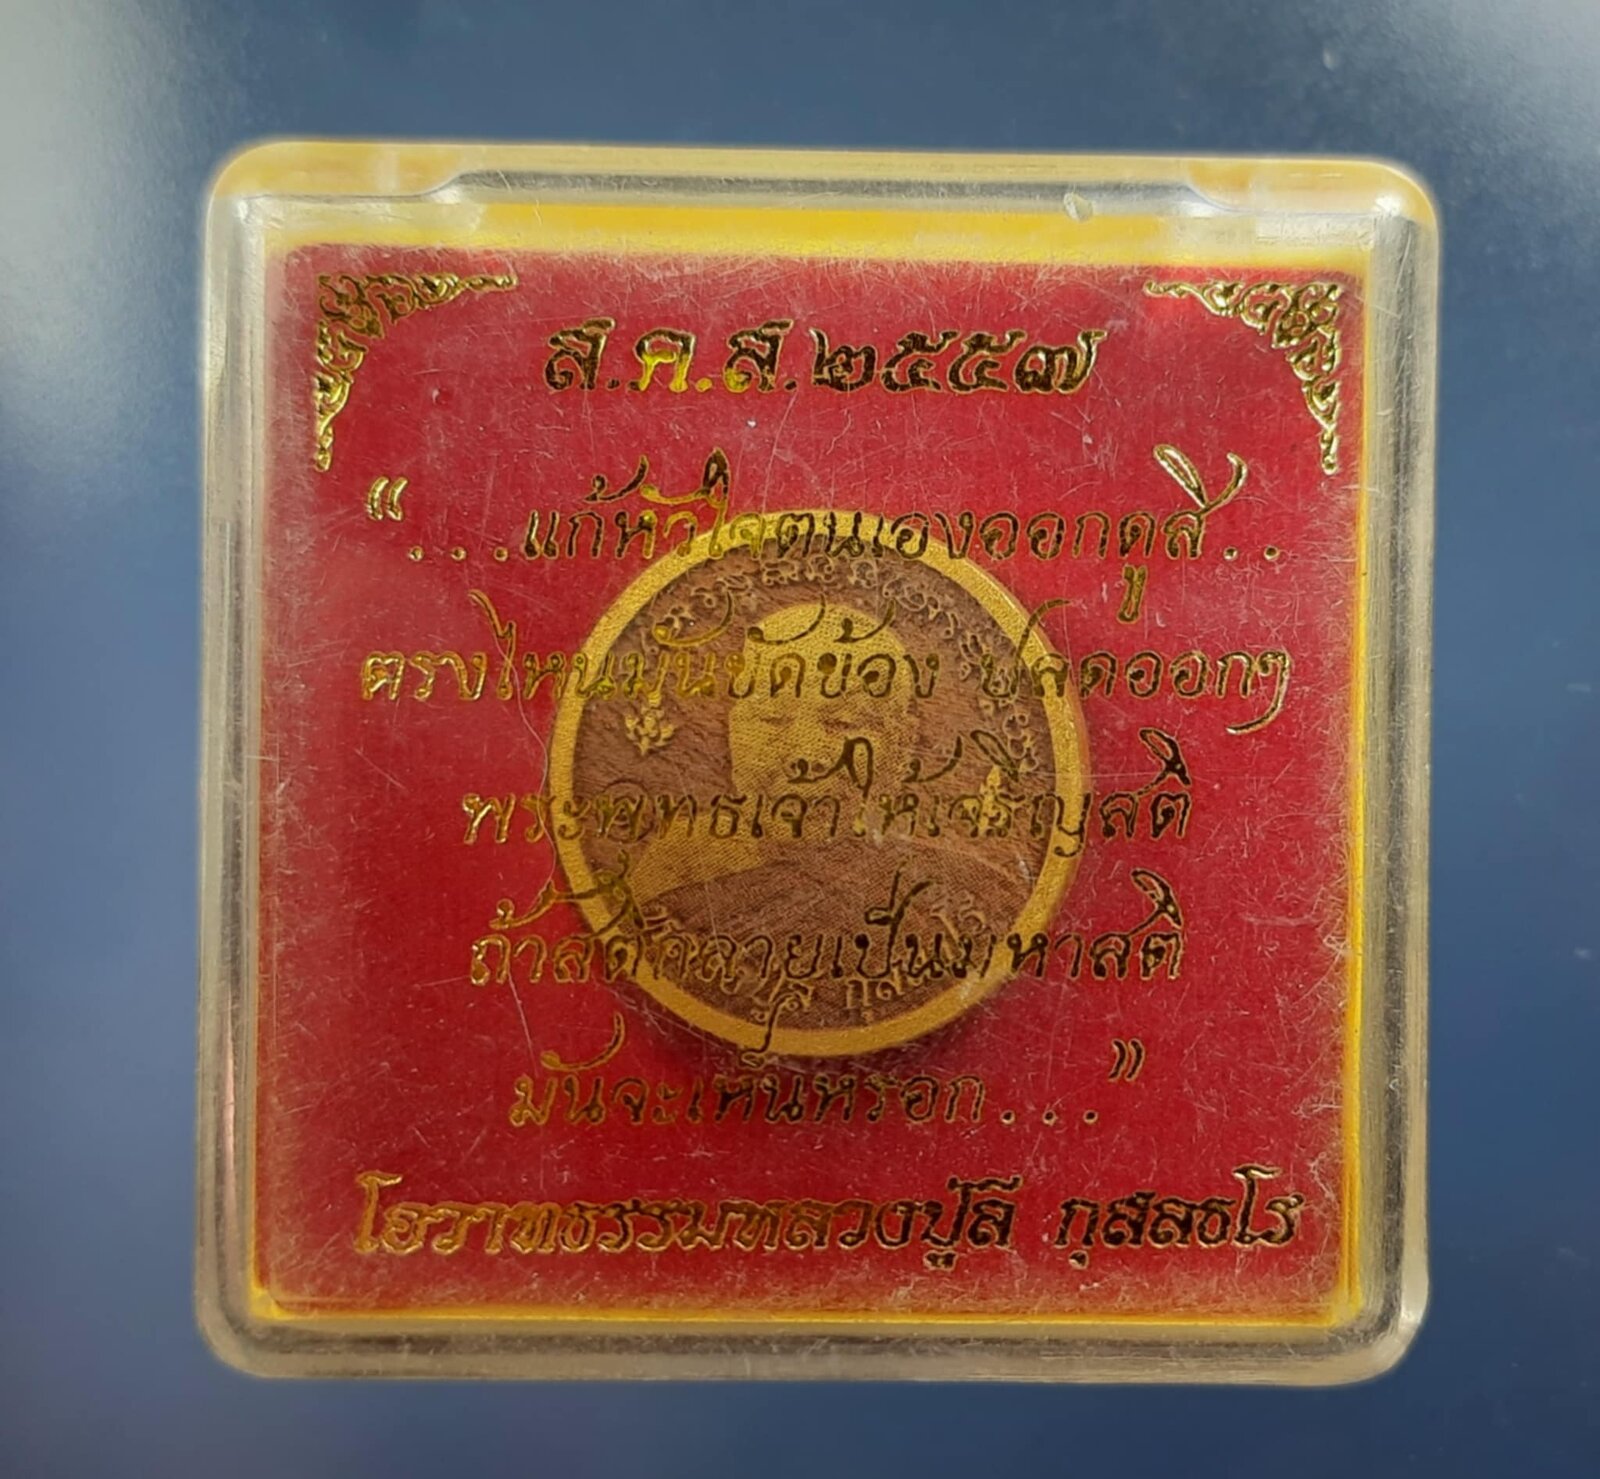 ส.ค.ส.๒๕๕๗
"....แก้หัวใจตนเองออกดูสิ..
ตรงไหนมันขัดข้อง ปลดออกๆ
พระพุทธเจ้าให้เจริญสติ
ถ้าสติกลายเป็นมหาสติ
มันจะเห็นหรอก...."
โอวาทธรรมหลวงปู่ลี กุสลธโร